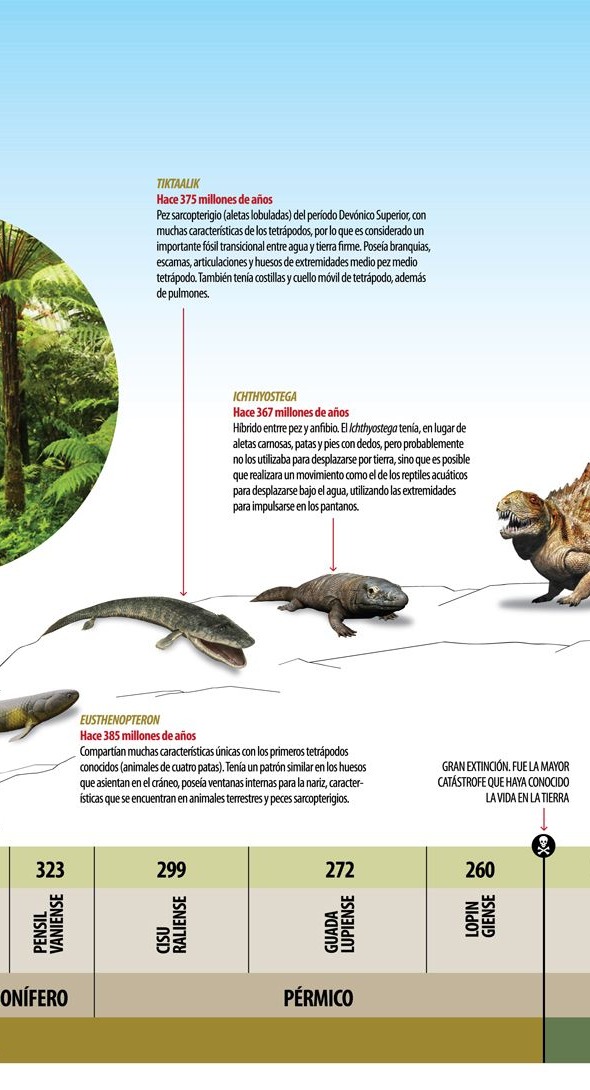 TIKTAALIK
Hace 375 millones de años
Pez sarcopterigio (aletas lobuladas) del período Devónico Superior, con
muchas características de los tetrápodos, por lo que es considerado un
importante fósil transicional entre agua y tierra firme. Poseía branquias,
escamas, articulaciones y huesos de extremidades medio pez medio
tetrápodo. También tenía costillas y cuello móvil de tetrápodo, además
de pulmones.
ICHTHYOSTEGA
Hace 367 millones de años
Híbrido entrre pez y anfibio. El Ichthyostega tenía, en lugar de
aletas carnosas, patas y pies con dedos, pero probablemente
no los utilizaba para desplazarse por tierra, sino que es posible
que realizara un movimiento como el de los reptiles acuáticos
para desplazarse bajo el agua, utilizando las extremidades
para impulsarse en los pantanos.
EUSTHENOPTERON
Hace 385 millones de años
Compartían muchas características únicas con los primeros tetrápodos
conocidos (animales de cuatro patas). Tenía un patrón similar en los huesos
que asientan en el cráneo, poseía ventanas internas para la nariz, caracter-
ísticas que se encuentran en animales terrestres y peces sarcopterigios.
GRAN EXTINCIÓN. FUE LA MAYOR
CATÁSTROFE QUE HAYA CONOCIDO
LA VIDA EN LA TIERRA
323
299
272
260
PENSIL
VANIENSE
CISU
RALIENSE
GUADA
LUPIENSE
LOPIN
GIENSE
ONÍFERO
PÉRMICO